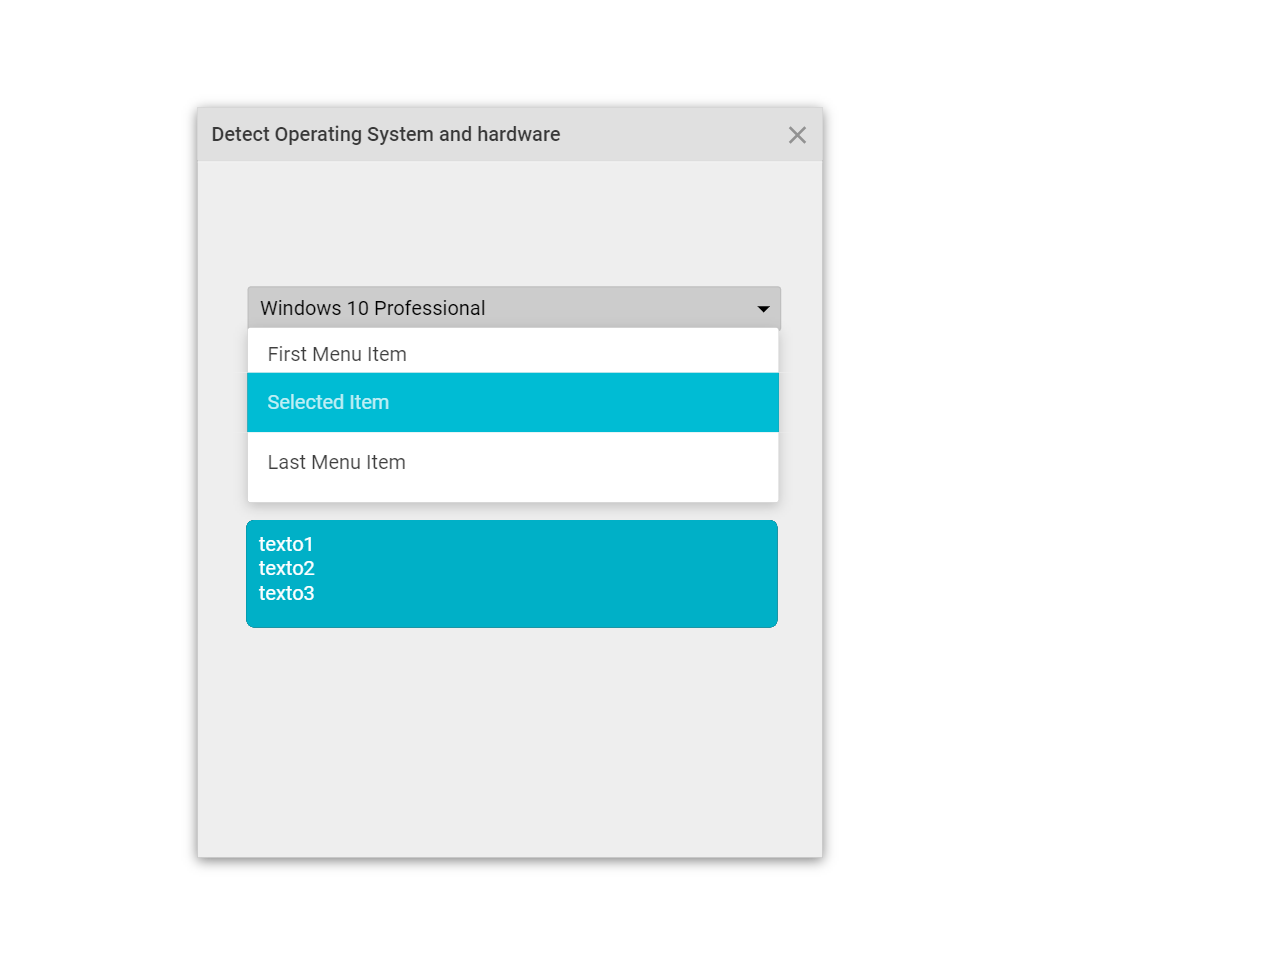 Detect Operating System and hardware
Windows 10 Professional
First Menu Item
Selected Item
Last Menu Item
texto1
texto2
texto3